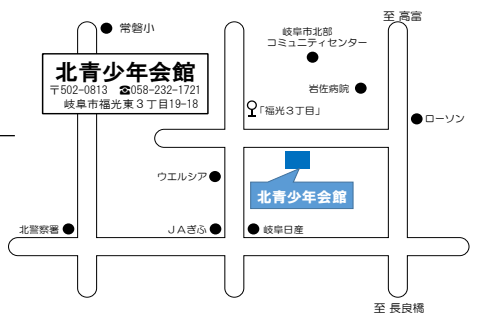 至 高富
常磐小
岐阜市北部
コミュニティセンター
北青少年会館
〒502-0813 ☎058-232-1721
岐阜市福光東3丁目19-18
岩佐病院
「福光3丁目」
ローソン
ウエルシア
北青少年会館
北警察署
JAぎふ
岐阜日産
至 長良橋